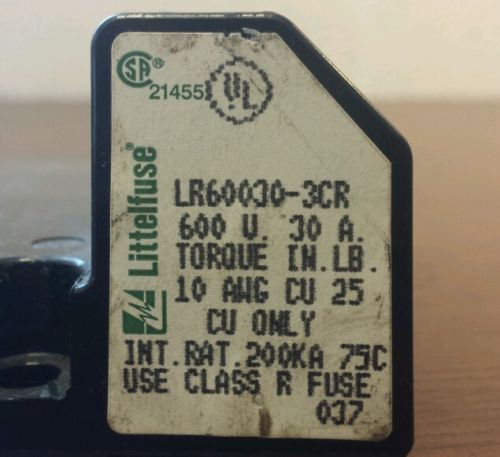 SA®
21455
UL
Littelfuse®
LR60030-3CR
600 V. 30 A.
TORQUE IN.LB.
10 AWG CU 25
CU ONLY
INT.RAT.200KA 75C
USE CLASS R FUSE
037